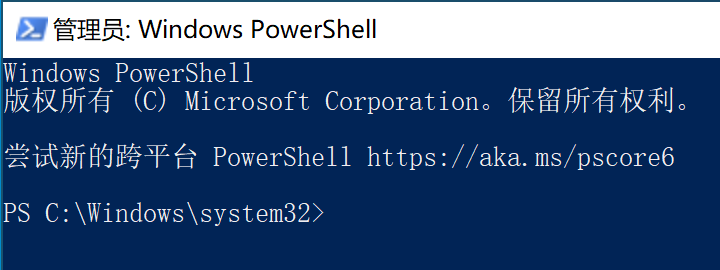 管理员: Windows PowerShell
Windows PowerShell
版权所有 (C) Microsoft Corporation。保留所有权利。
尝试新的跨平台 PowerShell https://aka.ms/pscore6
PS C:\Windows\system32>